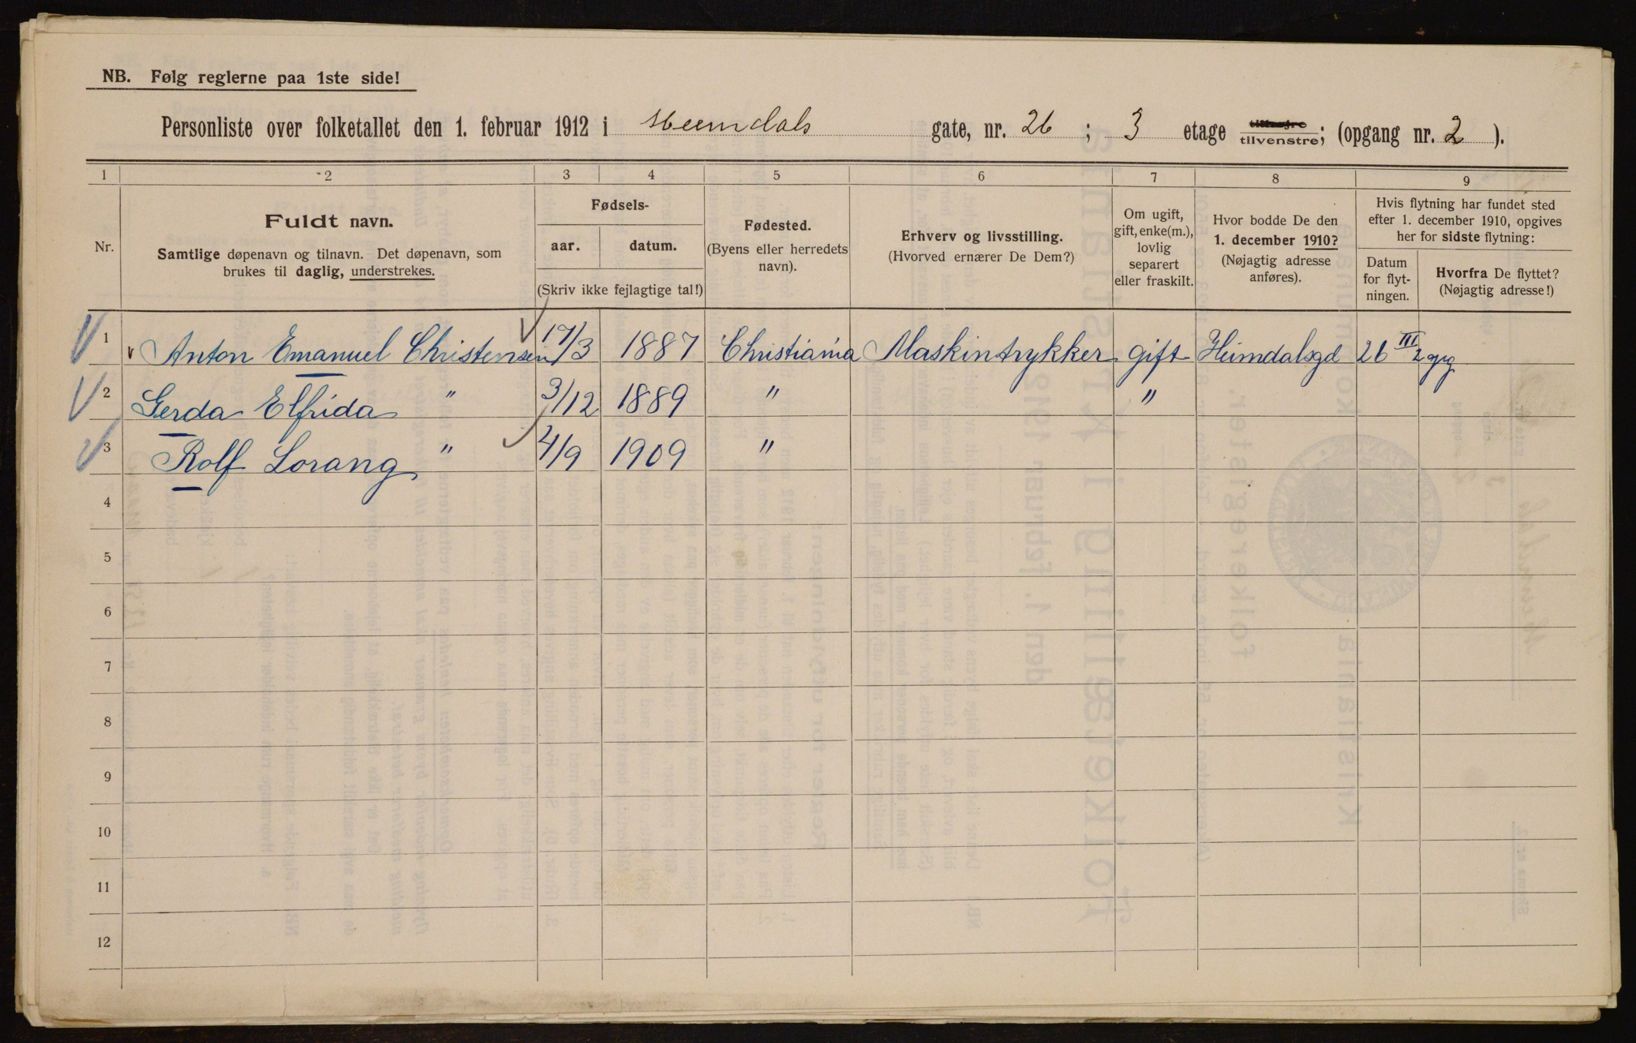 NB. Følg reglerne paa 1ste side!
Personliste over folketallet den 1. februar 1912 i Heimdals gate, nr. 26 ; 3 etage tilhøjre tilvenstre; (opgang nr. 2 ).
1 2 3 4 5 6 7 8 9
Nr.
Fuldt navn.
Samtlige døpenavn og tilnavn. Det døpenavn, som
brukes til daglig, understrekes.
Fødsels-
aar. datum.
(Skriv ikke fejlagtige tal!)
Fødested.
(Byens eller herredets
navn).
Erhverv og livsstilling.
(Hvorved ernærer De Dem?)
Om ugift,
gift, enke(m.),
lovlig
separert
eller fraskilt.
Hvor bodde De den
1. december 1910?
(Nøjagtig adresse
anføres).
Hvis flytning har fundet sted
efter 1. december 1910, opgives
her for sidste flytning:
Datum
for flyt-
ningen.
Hvorfra De flyttet?
(Nøjagtig adresse!)
1 Anton Emanuel Christensen 17/3 1887 Christiania Maskintrykker gift Heimdalsgd 26 III 2 opg
2 Gerda Elfrida " 3/12 1889 " "
3 Rolf Lorang " 4/9 1909 "
4
5
6
7
8
9
10
11
12